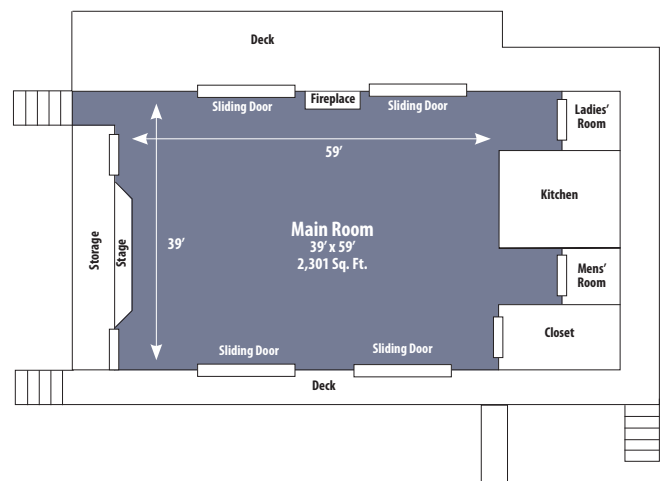 Deck
Sliding Door
Fireplace
Sliding Door
Ladies’
Room
59’
Kitchen
Storage
Stage
39’
Main Room
39’ x 59’
2,301 Sq. Ft.
Mens’
Room
Closet
Sliding Door
Sliding Door
Deck